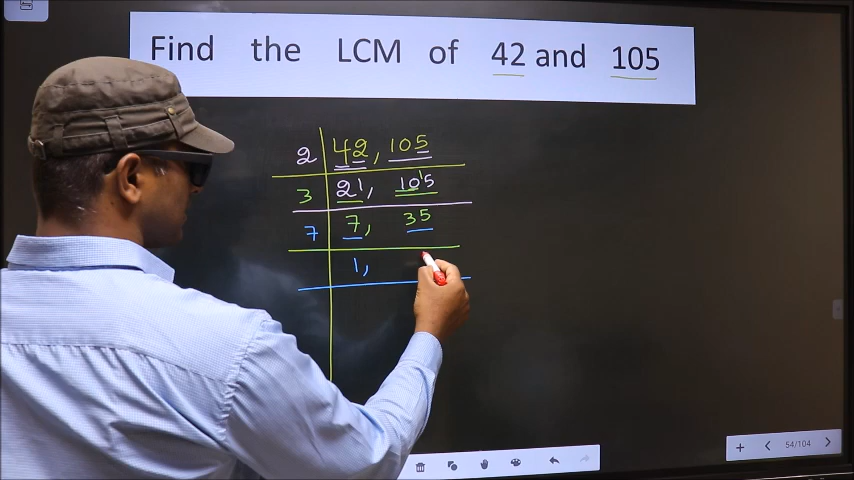 Find the LCM of 42 and 105
2 42, 105
3 21, 105
7 7, 35
1,
54/104